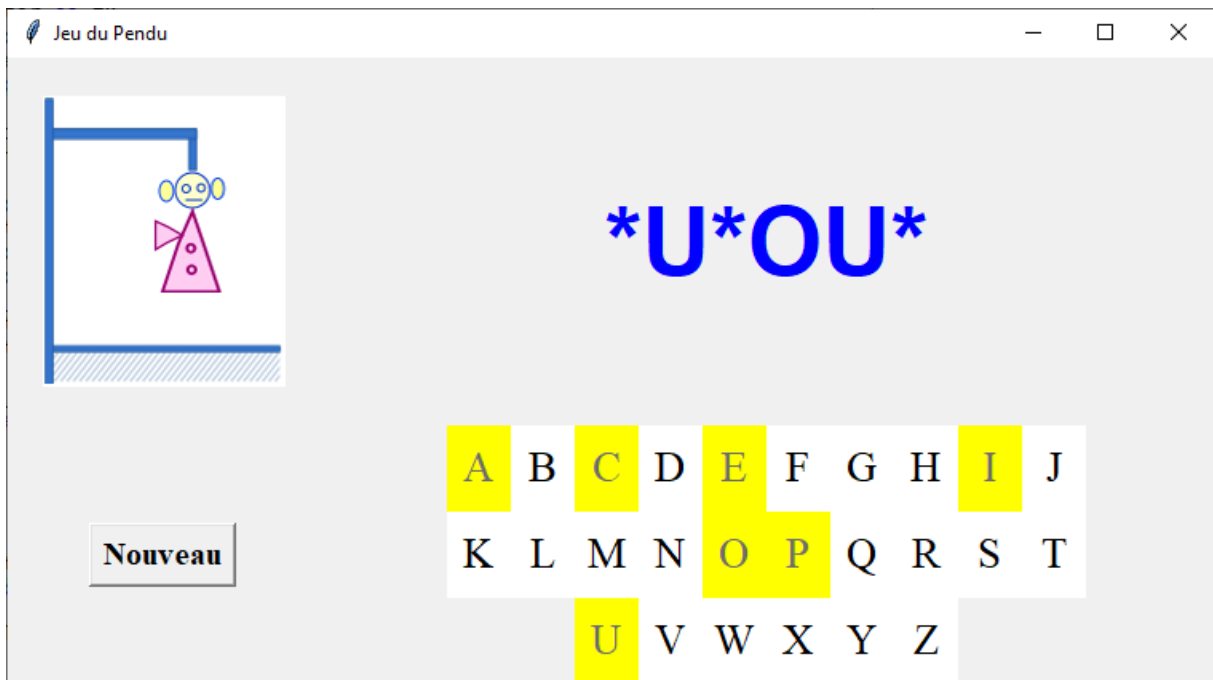 Jeu du Pendu
*U*OU*
A B C D E F G H I J
Nouveau
K L M N O P Q R S T
U V W X Y Z